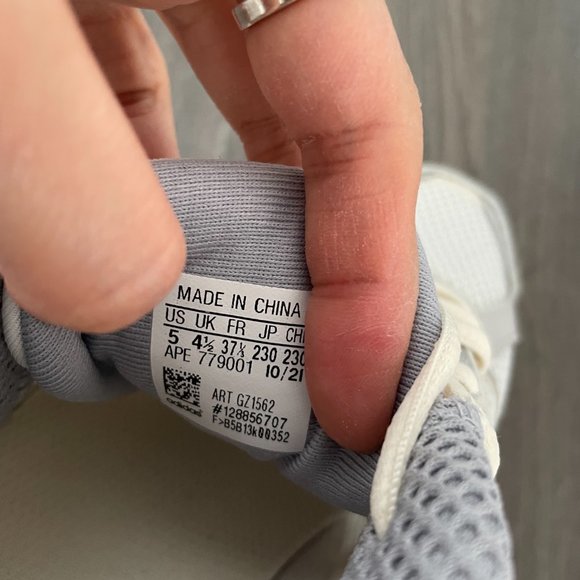 MADE IN CHINA
US UK FR JP CH
5 4½ 37⅓ 230 230
APE 779001 10/21
ART GZ1562
#128856707
adidas
F>B5B13k00352